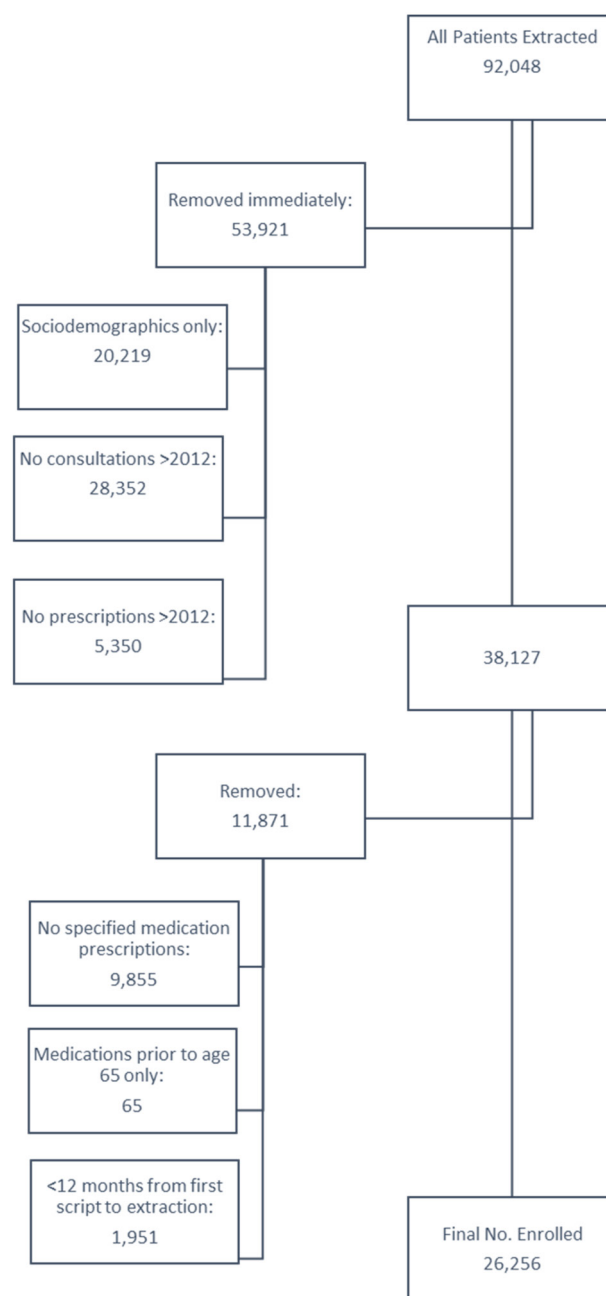 All Patients Extracted
92,048
Removed immediately:
53,921
Sociodemographics only:
20,219
No consultations >2012:
28,352
No prescriptions >2012:
5,350
38,127
Removed:
11,871
No specified medication
prescriptions:
9,855
Medications prior to age
65 only:
65
<12 months from first
script to extraction:
1,951
Final No. Enrolled
26,256